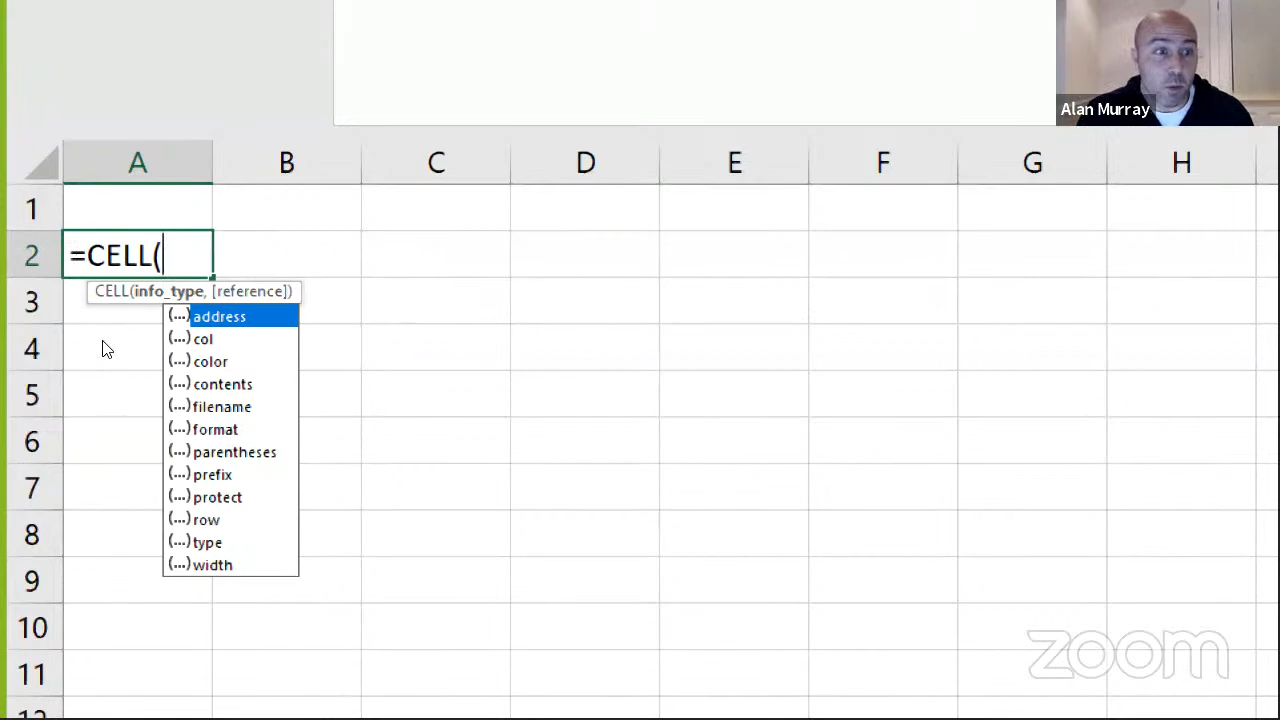 Alan Murray
A B C D E F G H
1
2 =CELL(
CELL(info_type, [reference])
3
(...) address
(...) col
4
(...) color
(...) contents
5
(...) filename
(...) format
6
(...) parentheses
(...) prefix
7
(...) protect
(...) row
8
(...) type
(...) width
9
10
11
12
zoom